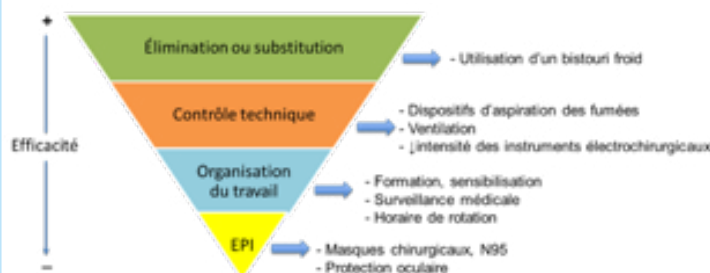 +
Élimination ou substitution
- Utilisation d'un bistouri froid
Contrôle technique
- Dispositifs d'aspiration des fumées
- Ventilation
- ↓intensité des instruments électrochirurgicaux
Efficacité
Organisation
du travail
- Formation, sensibilisation
- Surveillance médicale
- Horaire de rotation
EPI
- Masques chirurgicaux, N95
- Protection oculaire
–